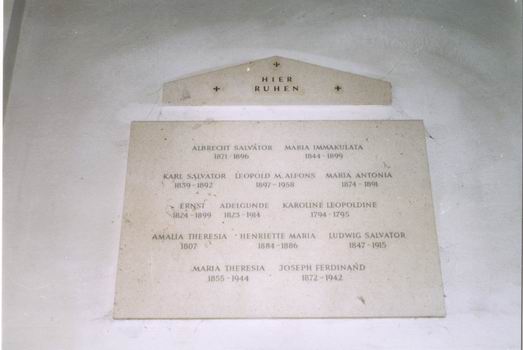 HIER
RUHEN
ALBRECHT SALVATOR MARIA IMMAKULATA
1871-1896 1844-1899
KARL SALVATOR LEOPOLD M. ALFONS MARIA ANTONIA
1839-1892 1897-1958 1874-1891
ERNST ADELGUNDE KAROLINE LEOPOLDINE
1824-1899 1823-1914 1794-1795
AMALIA THERESIA HENRIETTE MARIA LUDWIG SALVATOR
1807 1884-1886 1847-1915
MARIA THERESIA JOSEPH FERDINAND
1855-1944 1872-1942